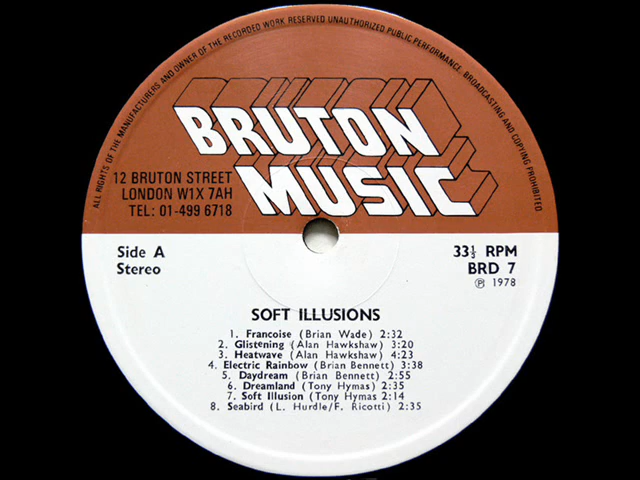 ALL RIGHTS OF THE MANUFACTURERS AND OWNER OF THE RECORDED WORK RESERVED UNAUTHORIZED PUBLIC PERFORMANCE, BROADCASTING AND COPYING PROHIBITED
BRUTON
MUSIC
12 BRUTON STREET
LONDON W1X 7AH
TEL: 01-499 6718
Side A
Stereo
33⅓ RPM
BRD 7
℗ 1978
SOFT ILLUSIONS
1. Francoise (Brian Wade) 2:32
2. Glistening (Alan Hawkshaw) 3:20
3. Heatwave (Alan Hawkshaw) 4:23
4. Electric Rainbow (Brian Bennett) 3:38
5. Daydream (Brian Bennett) 2:55
6. Dreamland (Tony Hymas) 2:35
7. Soft Illusion (Tony Hymas 2:14
8. Seabird (L. Hurdle/F. Ricotti) 2:35